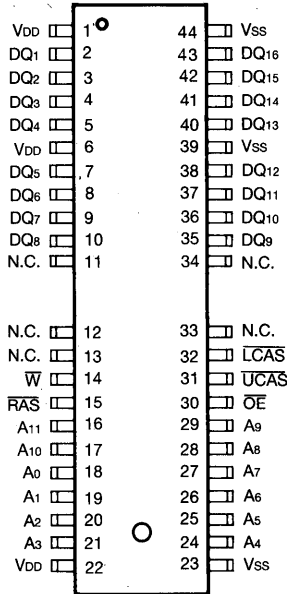 VDD 1 44 VSS
DQ1 2 43 DQ16
DQ2 3 42 DQ15
DQ3 4 41 DQ14
DQ4 5 40 DQ13
VDD 6 39 VSS
DQ5 7 38 DQ12
DQ6 8 37 DQ11
DQ7 9 36 DQ10
DQ8 10 35 DQ9
N.C. 11 34 N.C.
N.C. 12 33 N.C.
N.C. 13 32 L̅C̅A̅S̅
W̅ 14 31 U̅C̅A̅S̅
R̅A̅S̅ 15 30 O̅E̅
A11 16 29 A9
A10 17 28 A8
A0 18 27 A7
A1 19 26 A6
A2 20 25 A5
A3 21 24 A4
VDD 22 23 VSS